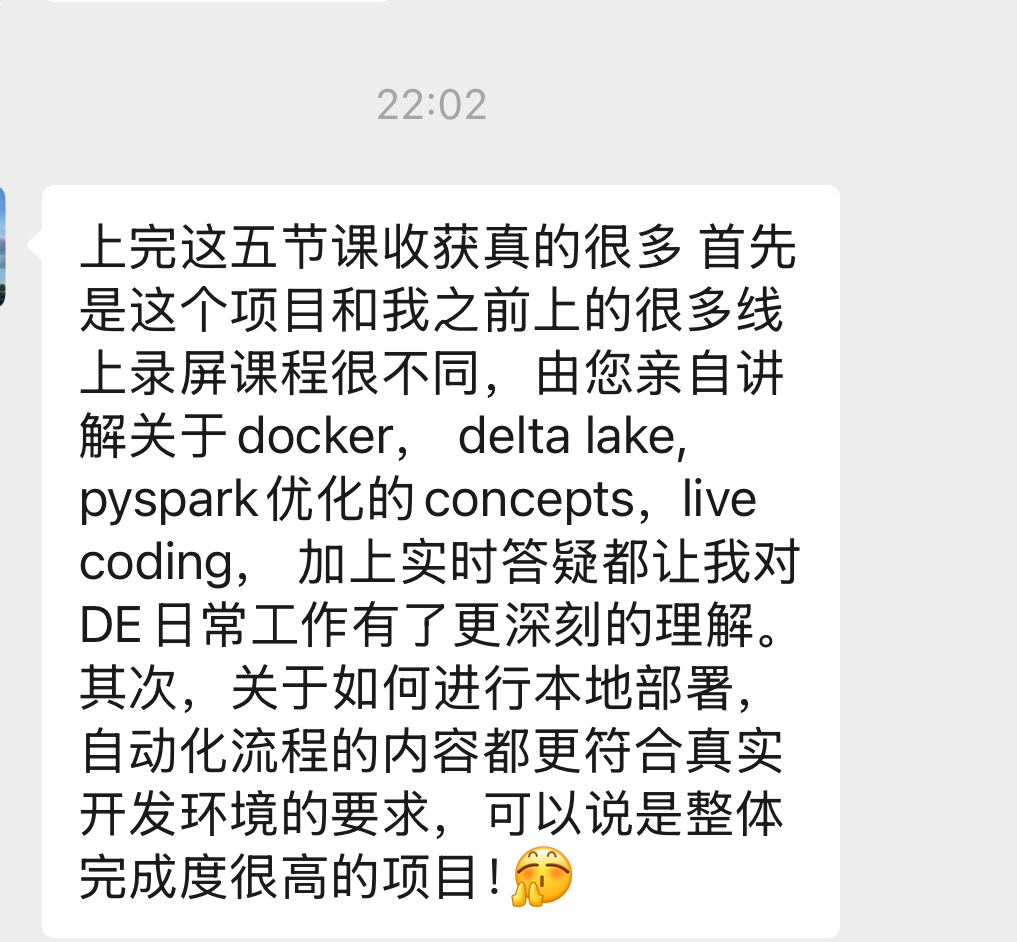 22:02
上完这五节课收获真的很多 首先
是这个项目和我之前上的很多线
上录屏课程很不同，由您亲自讲
解关于docker， delta lake,
pyspark优化的concepts，live
coding， 加上实时答疑都让我对
DE日常工作有了更深刻的理解。
其次，关于如何进行本地部署，
自动化流程的内容都更符合真实
开发环境的要求，可以说是整体
完成度很高的项目！